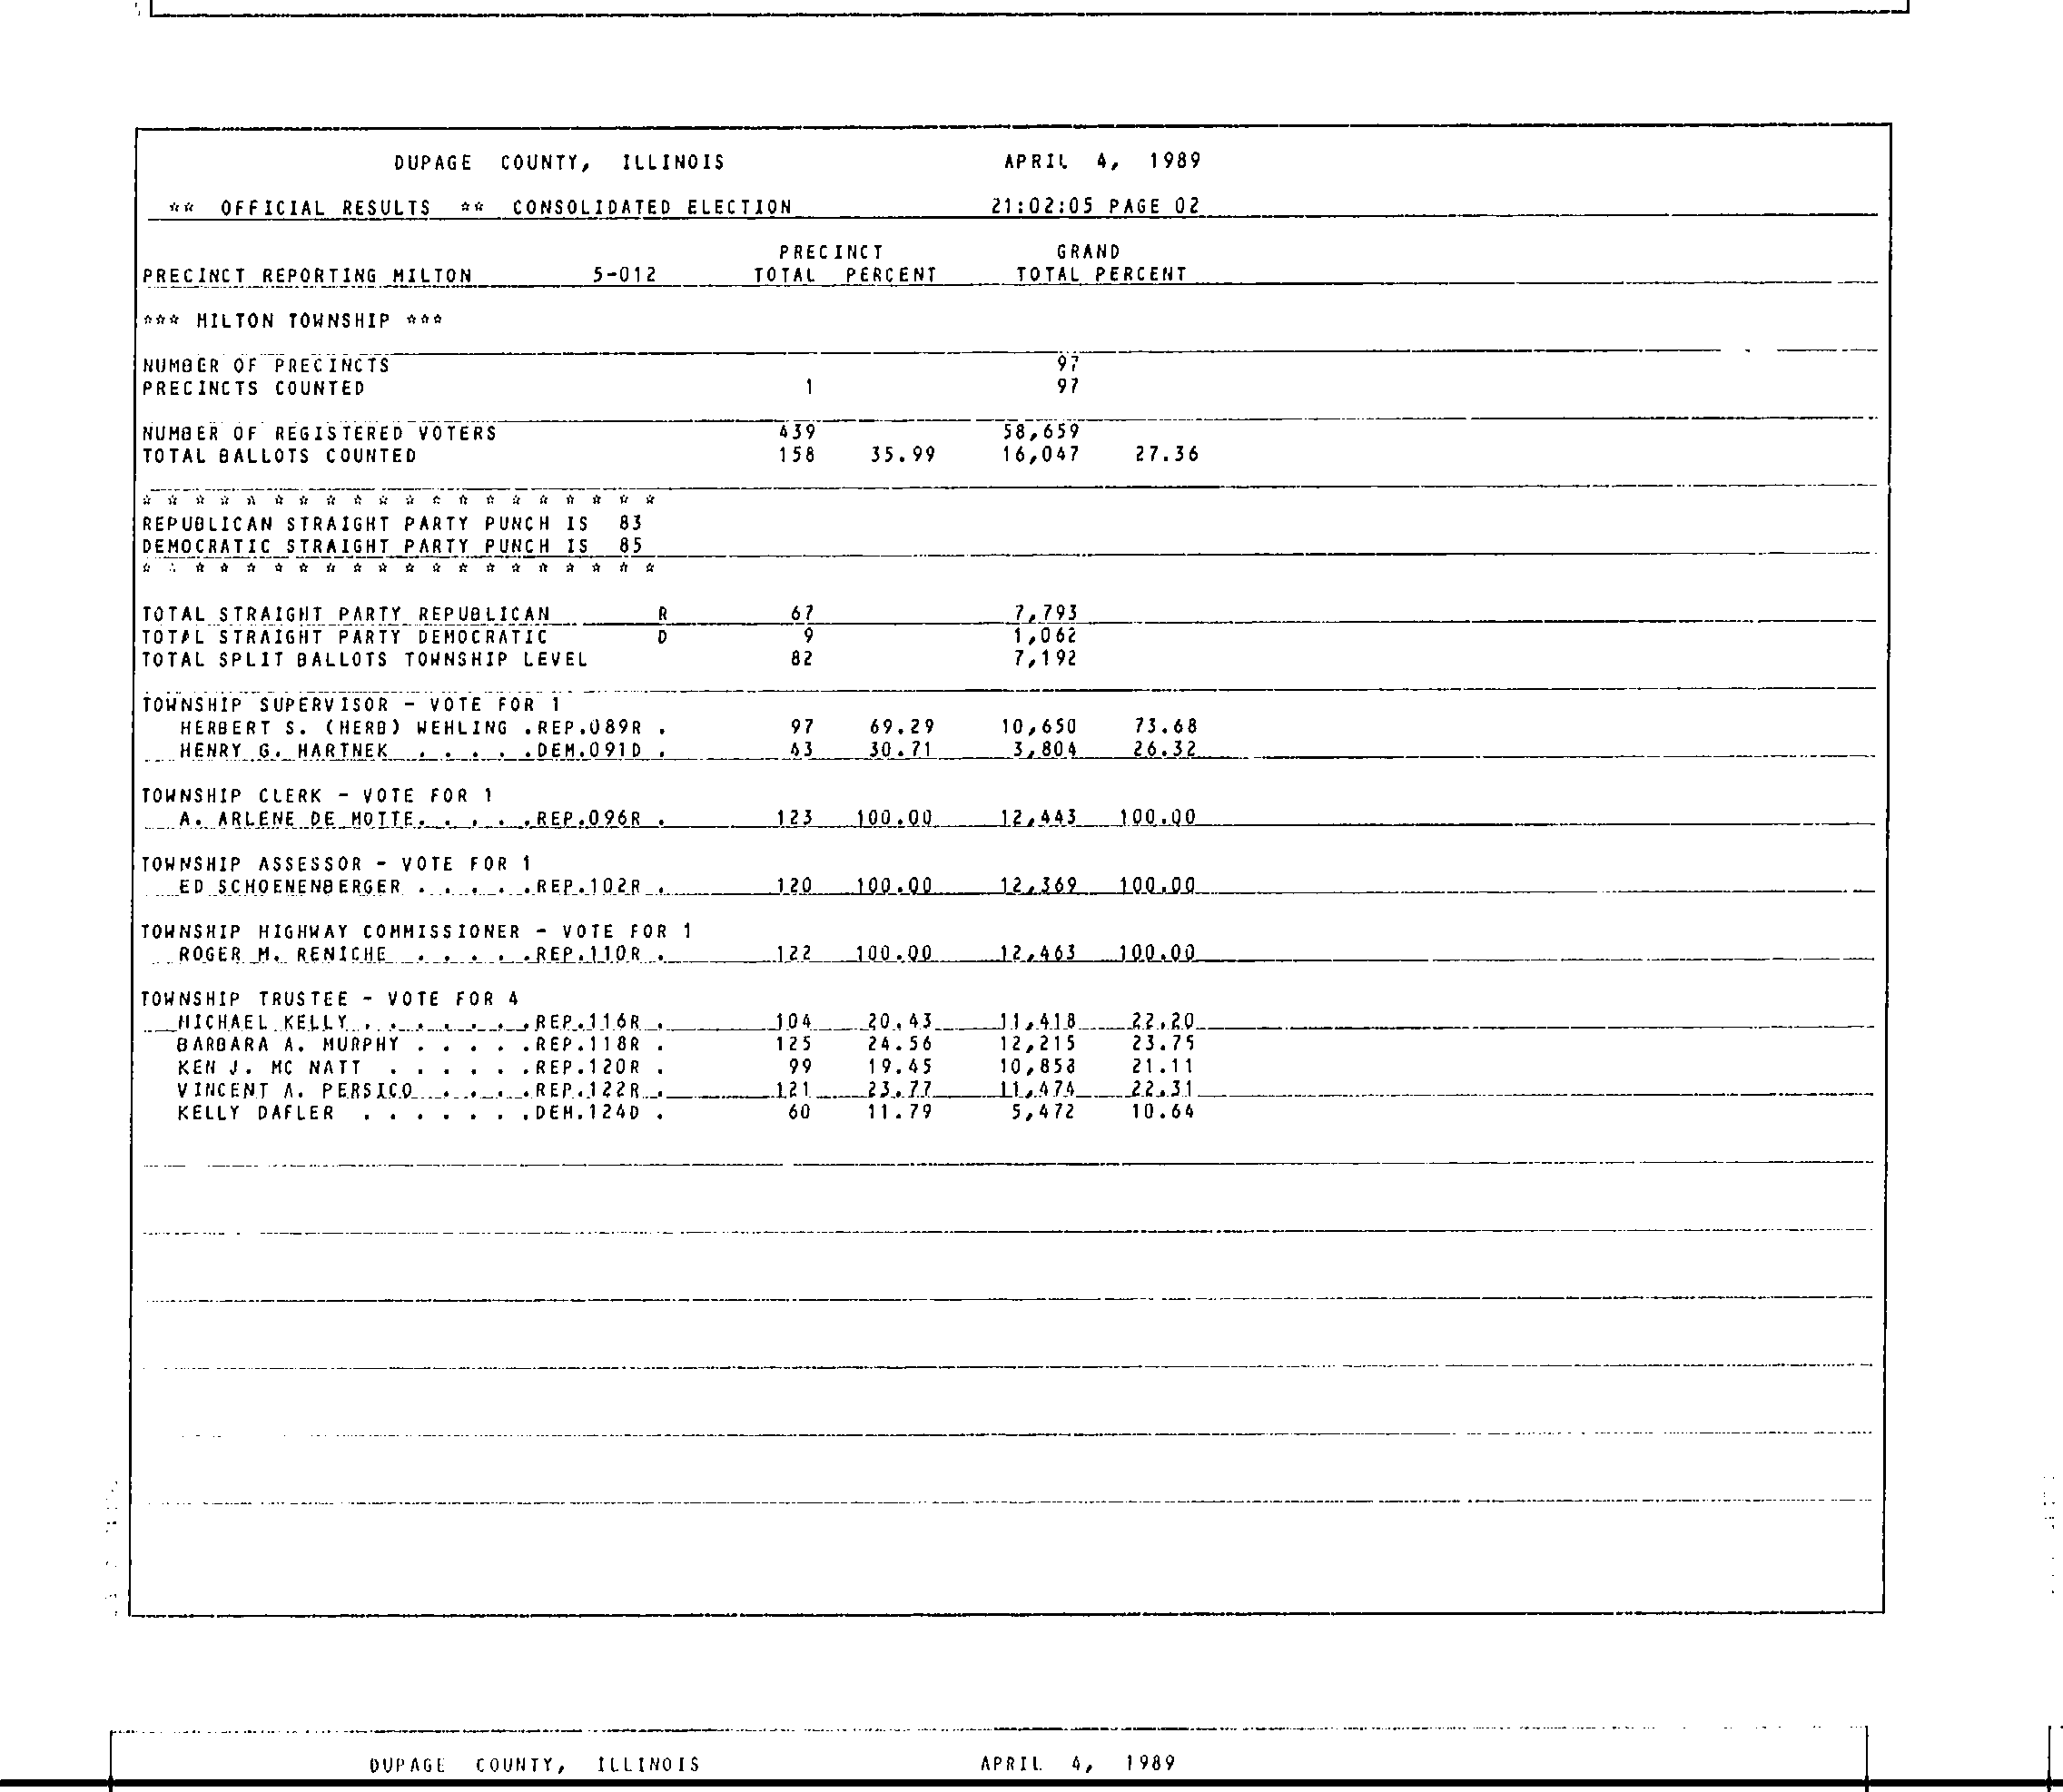 DUPAGE COUNTY, ILLINOIS APRIL 4, 1989
** OFFICIAL RESULTS ** CONSOLIDATED ELECTION 21:02:05 PAGE 02
PRECINCT GRAND
PRECINCT REPORTING MILTON 5-012 TOTAL PERCENT TOTAL PERCENT
*** MILTON TOWNSHIP ***
NUMBER OF PRECINCTS 97
PRECINCTS COUNTED 1 97
NUMBER OF REGISTERED VOTERS 439 58,659
TOTAL BALLOTS COUNTED 158 35.99 16,047 27.36
* * * * * * * * * * * * * * * * * * * *
REPUBLICAN STRAIGHT PARTY PUNCH IS 83
DEMOCRATIC STRAIGHT PARTY PUNCH IS 85
* * * * * * * * * * * * * * * * * * * *
TOTAL STRAIGHT PARTY REPUBLICAN R 67 7,793
TOTAL STRAIGHT PARTY DEMOCRATIC D 9 1,062
TOTAL SPLIT BALLOTS TOWNSHIP LEVEL 82 7,192
TOWNSHIP SUPERVISOR - VOTE FOR 1
HERBERT S. (HERB) WEHLING .REP.089R . 97 69.29 10,650 73.68
HENRY G. HARTNEK . . . . . .DEM.091D . 43 30.71 3,804 26.32
TOWNSHIP CLERK - VOTE FOR 1
A. ARLENE DE MOTTE. . . . .REP.096R . 123 100.00 12,443 100.00
TOWNSHIP ASSESSOR - VOTE FOR 1
ED SCHOENENBERGER . . . . .REP.102R . 120 100.00 12,369 100.00
TOWNSHIP HIGHWAY COMMISSIONER - VOTE FOR 1
ROGER M. RENICHE . . . . .REP.110R . 122 100.00 12,463 100.00
TOWNSHIP TRUSTEE - VOTE FOR 4
MICHAEL KELLY . . . . . . .REP.116R . 104 20.43 11,418 22.20
BARBARA A. MURPHY . . . . .REP.118R . 125 24.56 12,215 23.75
KEN J. MC NATT . . . . . .REP.120R . 99 19.45 10,858 21.11
VINCENT A. PERSICO . . . . .REP.122R . 121 23.77 11,474 22.31
KELLY DAFLER . . . . . . .DEM.124D . 60 11.79 5,472 10.64
DUPAGE COUNTY, ILLINOIS APRIL 4, 1989